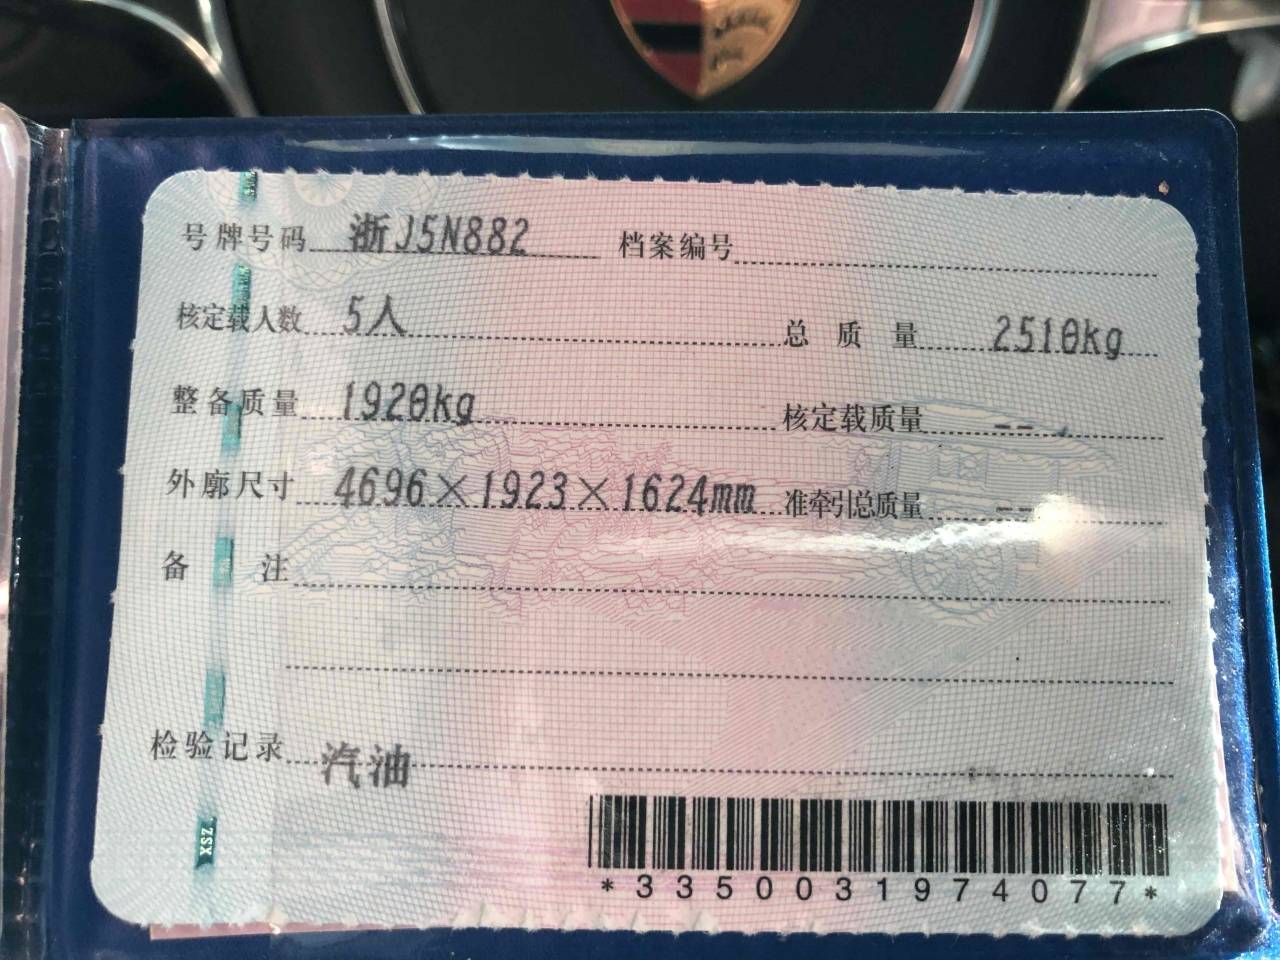 号牌号码 浙J5N882 档案编号
核定载人数 5人 总质量 2510kg
整备质量 1920kg 核定载质量 --
外廓尺寸 4696×1923×1624mm 准牵引总质量 --
备注
检验记录 汽油
XSZ
*3350031974077*